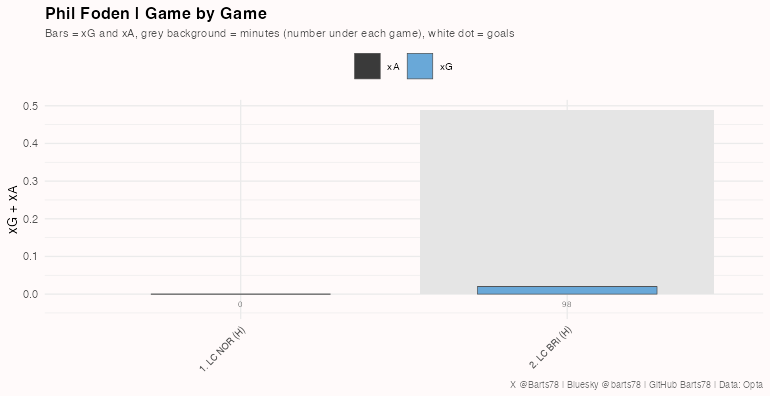 Phil Foden | Game by Game
Bars = xG and xA, grey background = minutes (number under each game), white dot = goals
xA xG
xG + xA
0.5
0.4
0.3
0.2
0.1
0.0
0 98
1. LC NOR (H) 2. LC BRI (H)
X @Barts78 | Bluesky @barts78 | GitHub Barts78 | Data: Opta